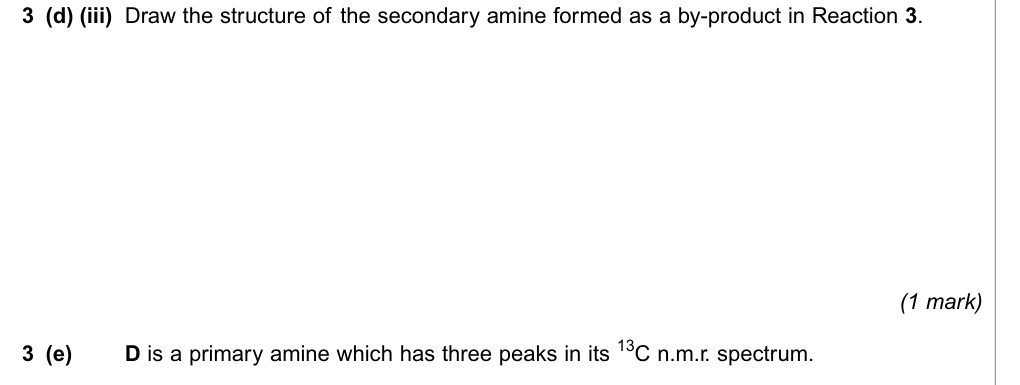 3 (d) (iii) Draw the structure of the secondary amine formed as a by-product in Reaction 3.
(1 mark)
3 (e) D is a primary amine which has three peaks in its ¹³C n.m.r. spectrum.